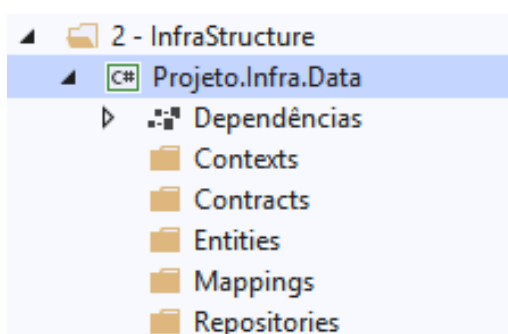 2 - InfraStructure
C# Projeto.Infra.Data
Dependências
Contexts
Contracts
Entities
Mappings
Repositories